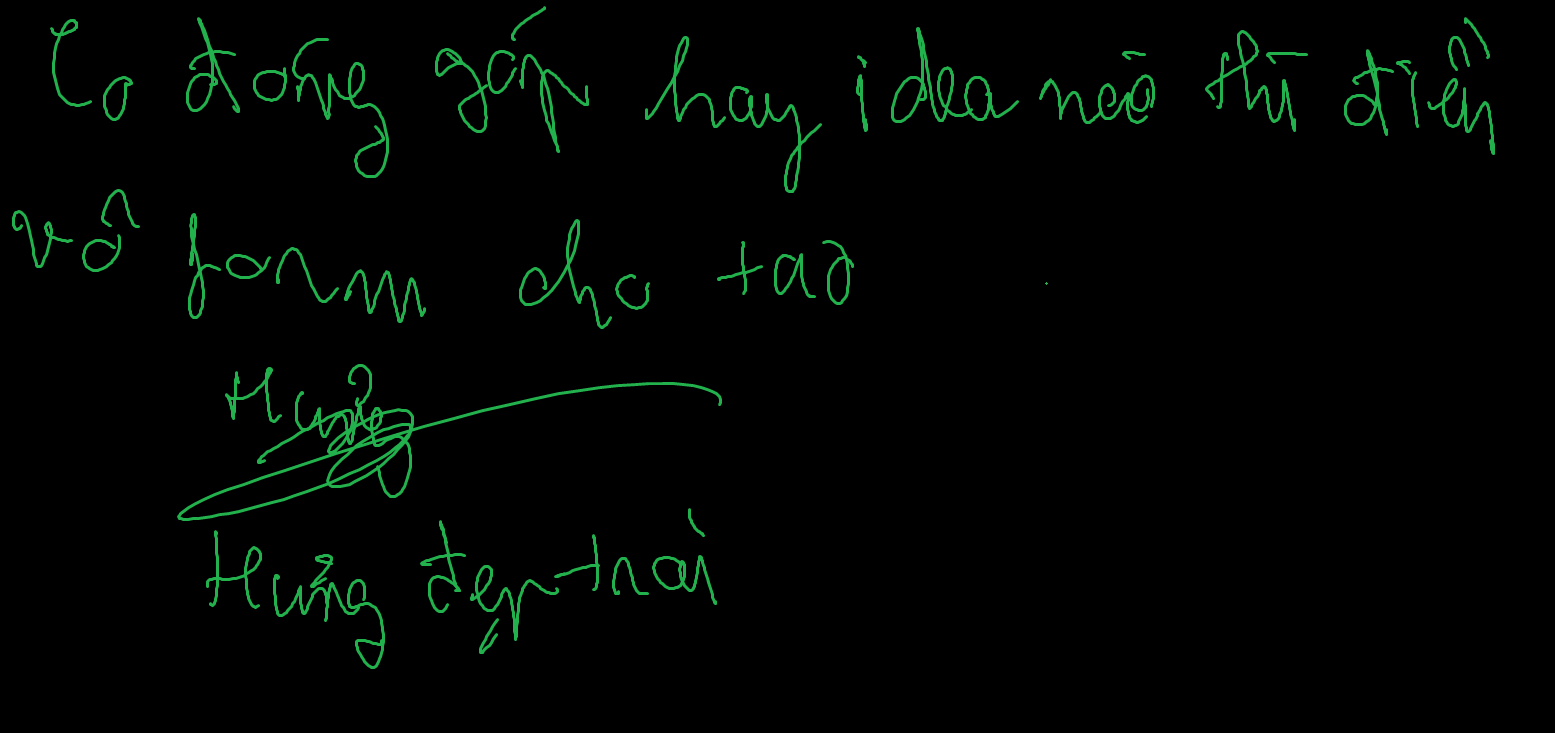 Có đóng góp hay idea nào thì điền
vô form cho tao
Hưng
Hưng đẹp trai